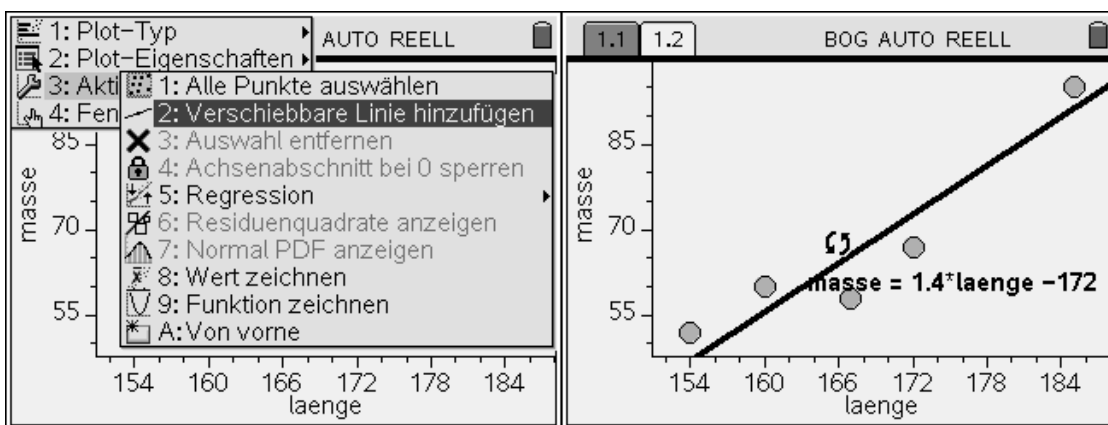 1: Plot-Typ
AUTO REELL
2: Plot-Eigenschaften
3: Akti
1: Alle Punkte auswählen
4: Fen
2: Verschiebbare Linie hinzufügen
3: Auswahl entfernen
4: Achsenabschnitt bei 0 sperren
5: Regression
6: Residuenquadrate anzeigen
7: Normal PDF anzeigen
8: Wert zeichnen
9: Funktion zeichnen
A: Von vorne
85
70
55
masse
154 160 166 172 178 184
laenge
1.1 1.2 BOG AUTO REELL
85
70
55
masse
masse = 1.4*laenge -172
154 160 166 172 178 184
laenge